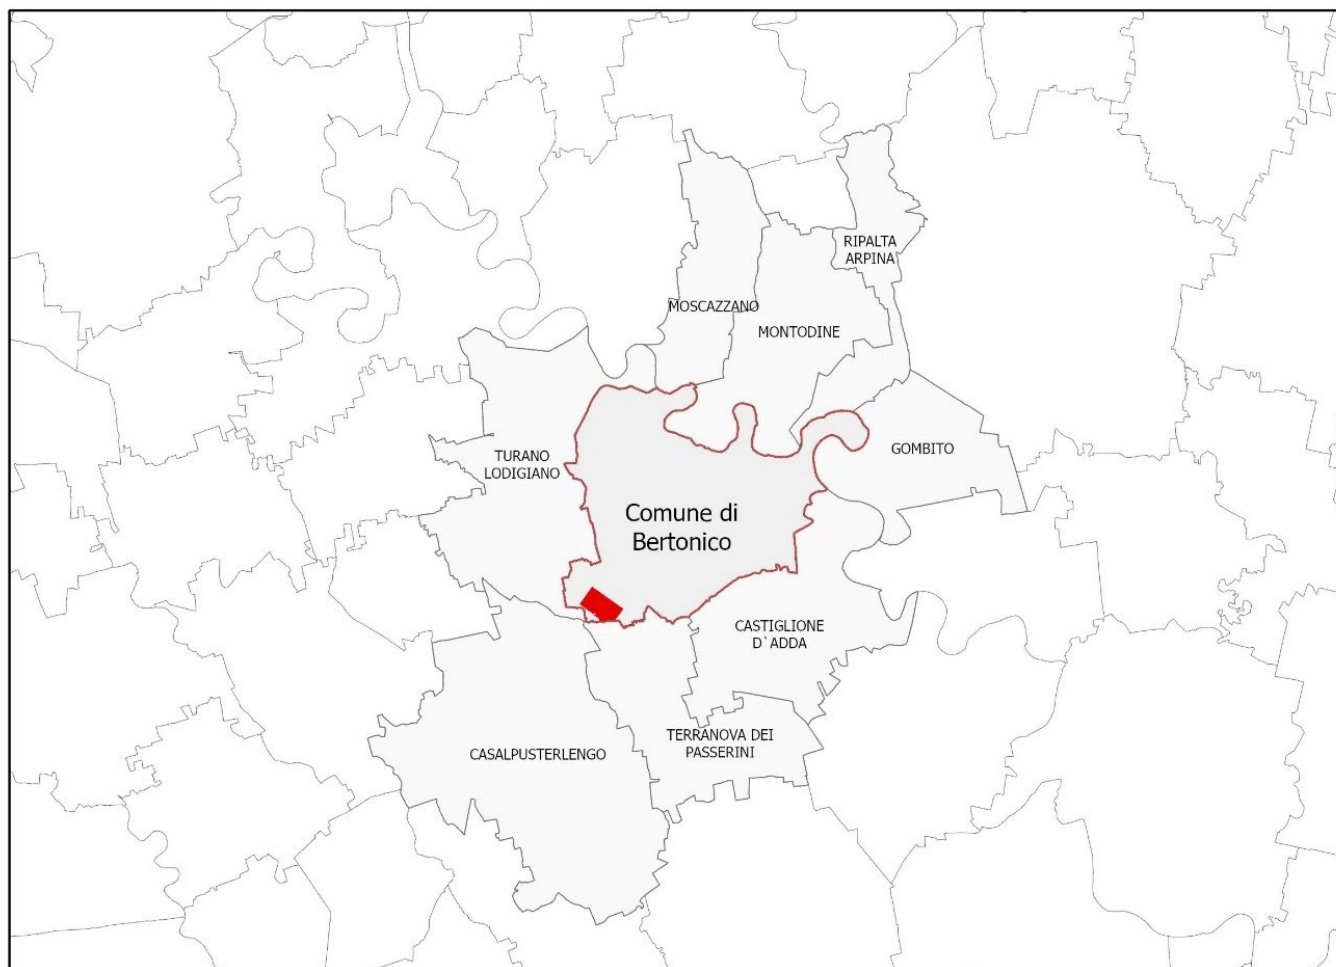 RIPALTA
ARPINA
MOSCAZZANO
MONTODINE
TURANO
LODIGIANO
GOMBITO
Comune di
Bertonico
CASTIGLIONE
D`ADDA
TERRANOVA DEI
PASSERINI
CASALPUSTERLENGO